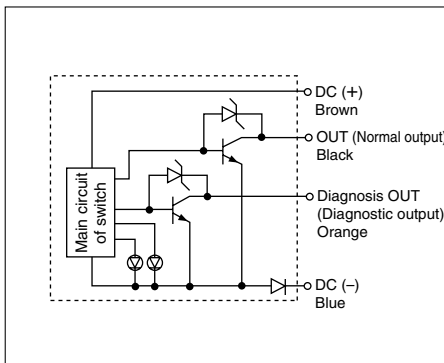 DC (+)
Brown
OUT (Normal output)
Black
Diagnosis OUT
(Diagnostic output)
Orange
Main circuit
of switch
DC (–)
Blue